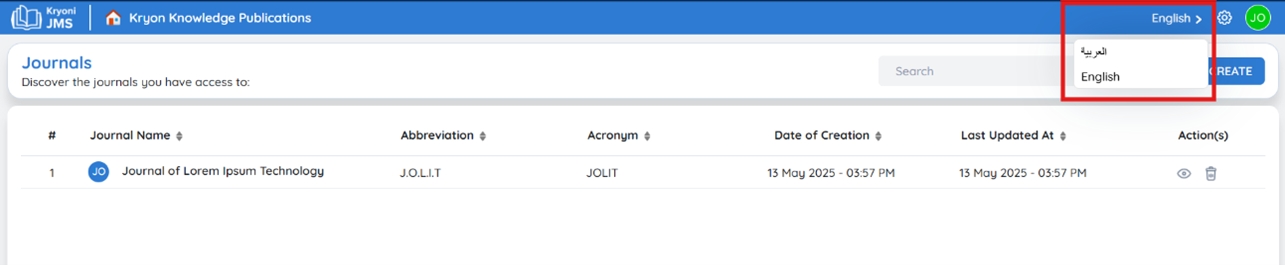 Kryoni
JMS
Kryon Knowledge Publications
English >
JO
العربية
English
Journals
Discover the journals you have access to:
Search
REATE
# Journal Name Abbreviation Acronym Date of Creation Last Updated At Action(s)
1 JO Journal of Lorem Ipsum Technology J.O.L.I.T JOLIT 13 May 2025 - 03:57 PM 13 May 2025 - 03:57 PM